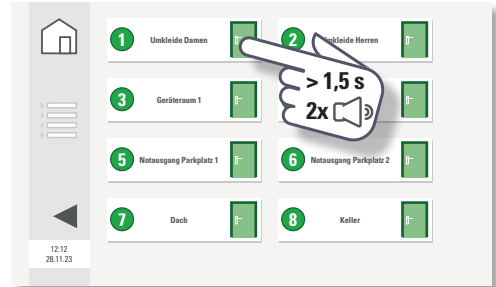 1 Umkleide Damen
2 Umkleide Herren
> 1,5 s
3 Geräteraum 1
2x
5 Notausgang Parkplatz 1
6 Notausgang Parkplatz 2
7 Dach
8 Keller
12:12
28.11.23